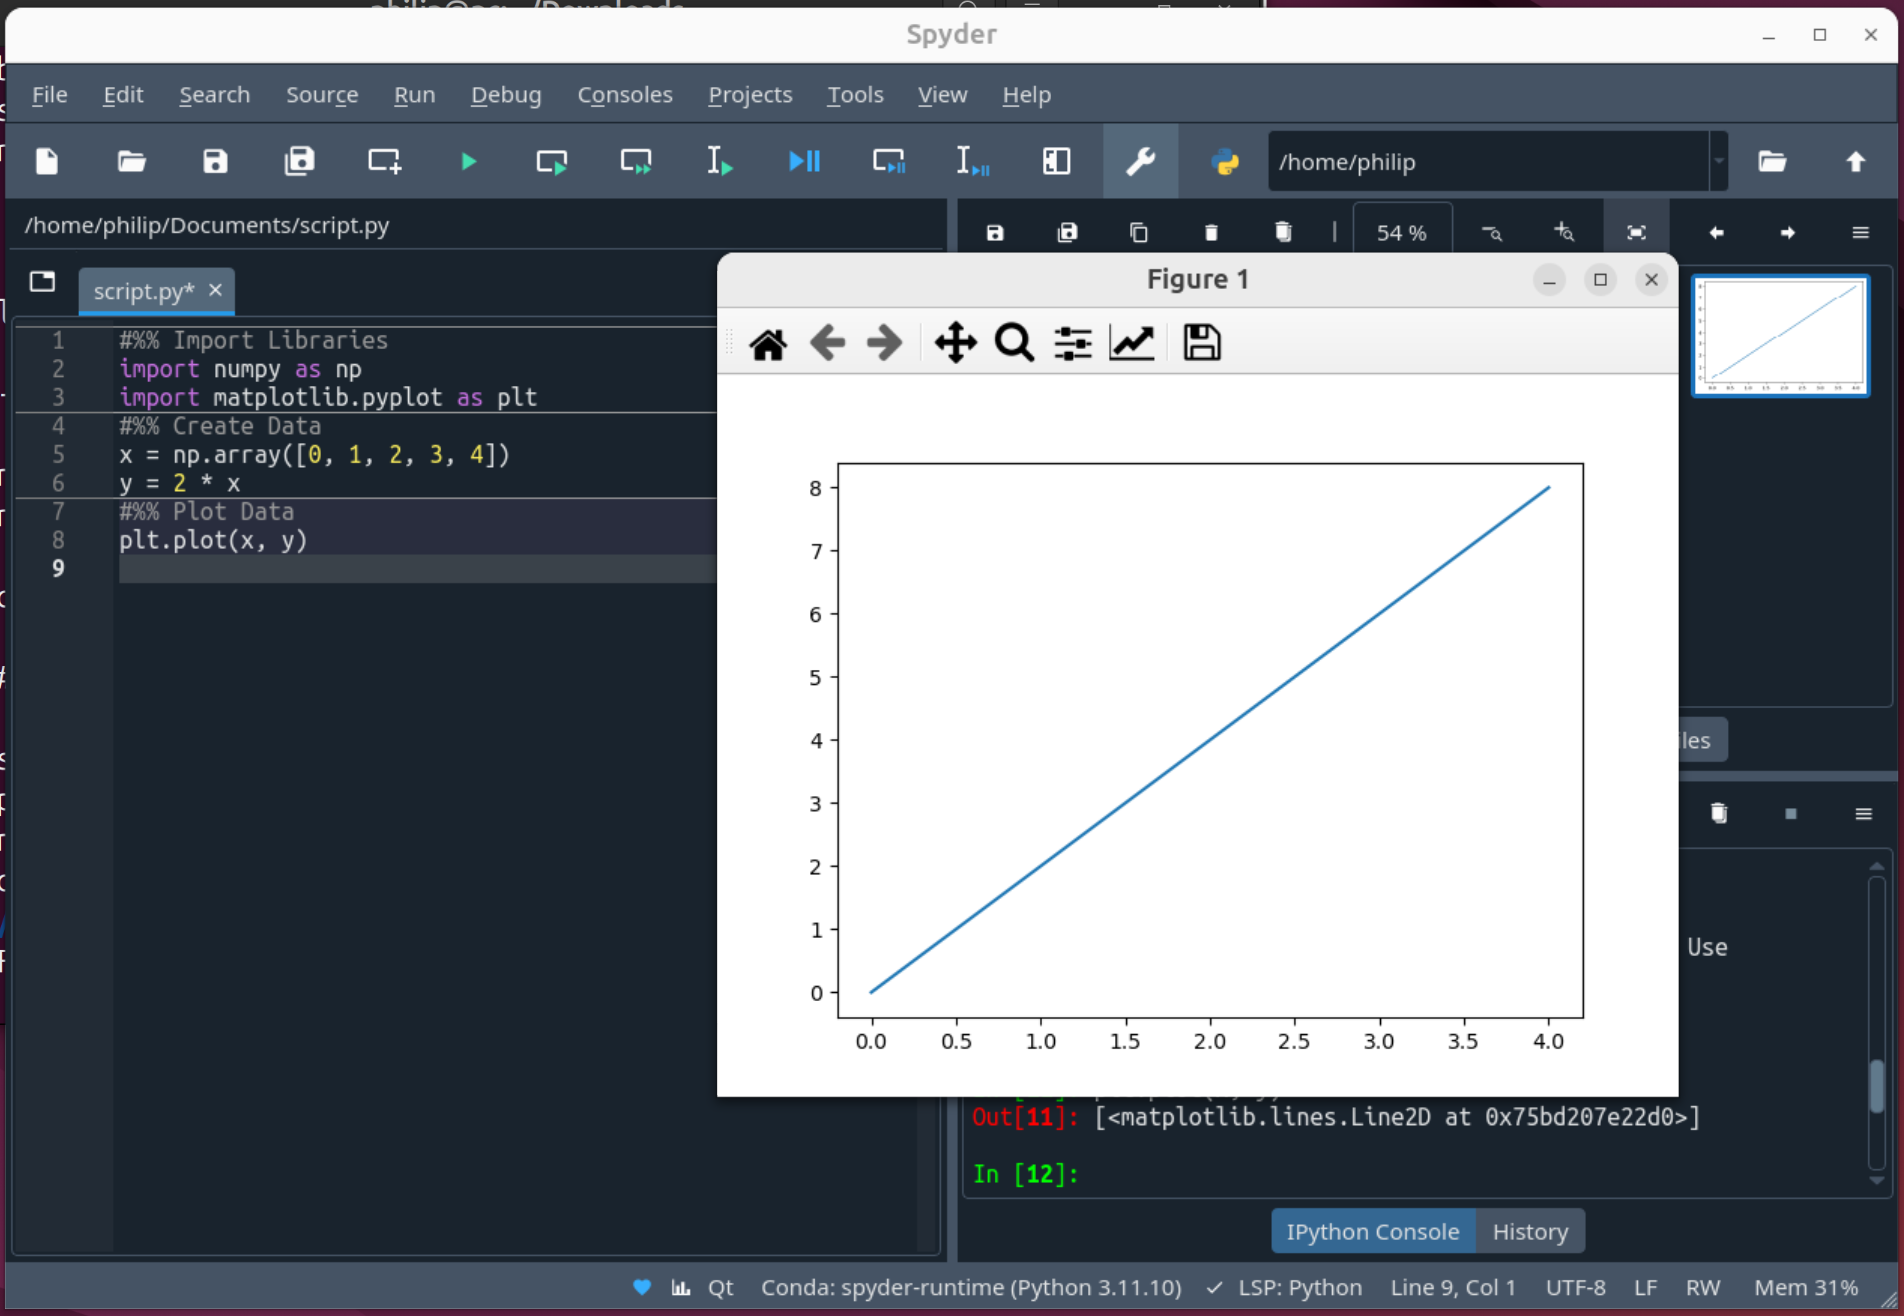 Spyder
File Edit Search Source Run Debug Consoles Projects Tools View Help
/home/philip
/home/philip/Documents/script.py
54 %
script.py*
1 #%% Import Libraries
2 import numpy as np
3 import matplotlib.pyplot as plt
4 #%% Create Data
5 x = np.array([0, 1, 2, 3, 4])
6 y = 2 * x
7 #%% Plot Data
8 plt.plot(x, y)
9
Figure 1
8
7
6
5
4
3
2
1
0
0.0 0.5 1.0 1.5 2.0 2.5 3.0 3.5 4.0
Use
Out[11]: [<matplotlib.lines.Line2D at 0x75bd207e22d0>]
In [12]:
IPython Console History
Qt Conda: spyder-runtime (Python 3.11.10) ✓ LSP: Python Line 9, Col 1 UTF-8 LF RW Mem 31%